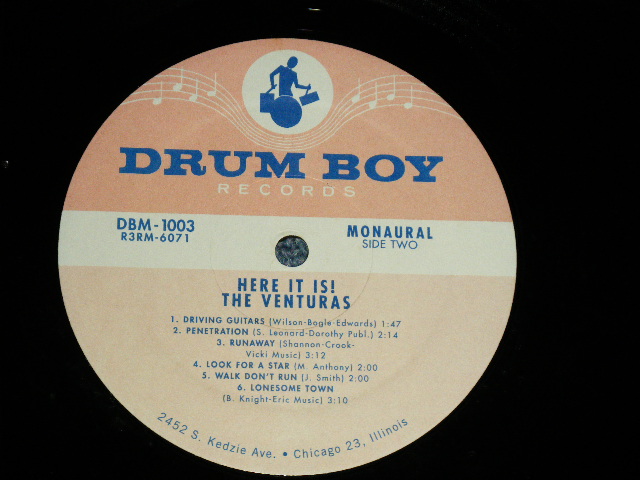 DRUM BOY
RECORDS
DBM-1003
R3RM-6071
MONAURAL
SIDE TWO
HERE IT IS!
THE VENTURAS
1. DRIVING GUITARS (Wilson-Bogle-Edwards) 1:47
2. PENETRATION (S. Leonard-Dorothy Publ.) 2:14
3. RUNAWAY (Shannon-Crook-
Vicki Music) 3:12
4. LOOK FOR A STAR (M. Anthony) 2:00
5. WALK DON'T RUN (J. Smith) 2:00
6. LONESOME TOWN
(B. Knight-Eric Music) 3:10
2452 S. Kedzie Ave. • Chicago 23, Illinois